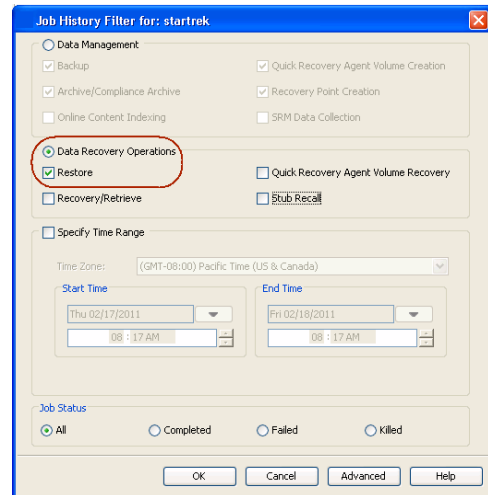 Job History Filter for: startrek
Data Management
Backup
Quick Recovery Agent Volume Creation
Archive/Compliance Archive
Recovery Point Creation
Online Content Indexing
SRM Data Collection
Data Recovery Operations
Restore
Quick Recovery Agent Volume Recovery
Recovery/Retrieve
Stub Recall
Specify Time Range
Time Zone: (GMT-08:00) Pacific Time (US & Canada)
Start Time
End Time
Thu 02/17/2011
Fri 02/18/2011
08 : 17 AM
08 : 17 AM
Job Status
All
Completed
Failed
Killed
OK
Cancel
Advanced
Help